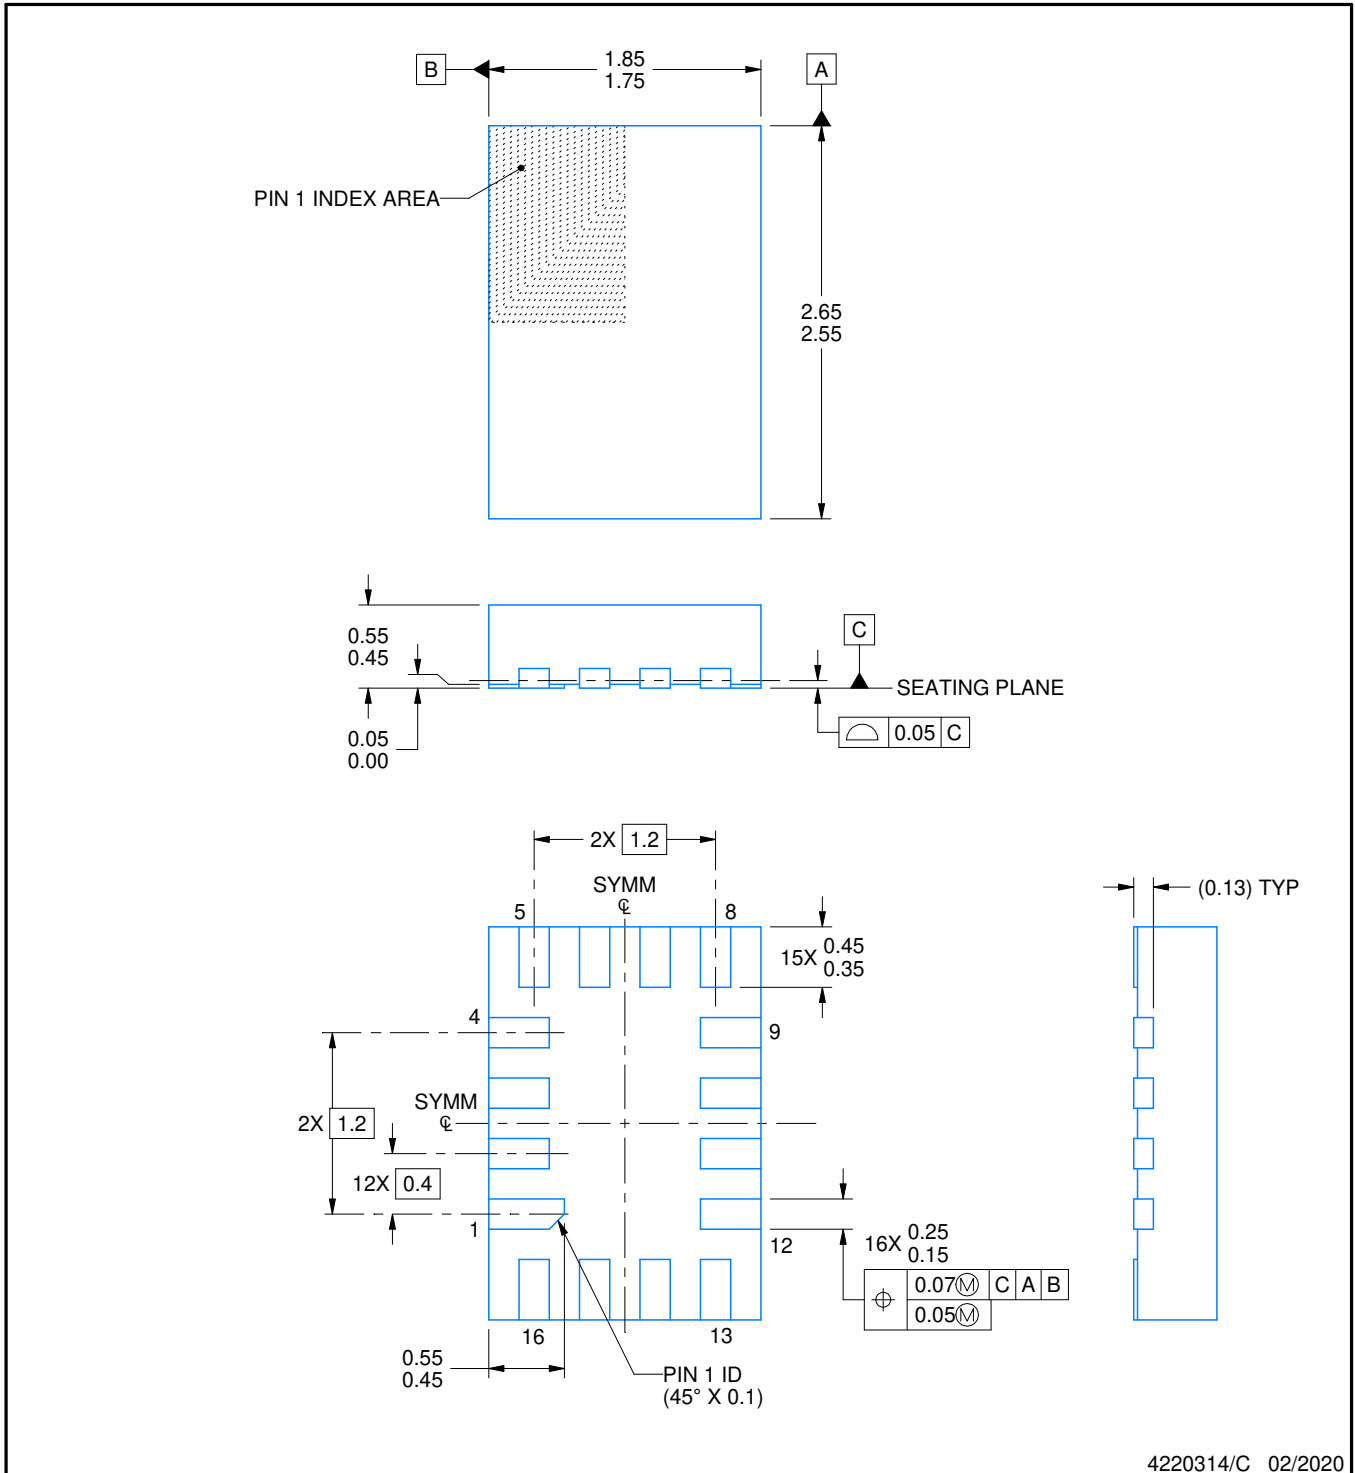 B
1.85
1.75
A
PIN 1 INDEX AREA
2.65
2.55
0.55
0.45
C
SEATING PLANE
0.05 C
0.05
0.00
2X 1.2
SYMM
℄
5
8
(0.13) TYP
15X 0.45
0.35
4
9
SYMM
℄
2X 1.2
12X 0.4
1
12
16X 0.25
0.15
⌖ 0.07Ⓜ C A B
0.05Ⓜ
16
13
0.55
0.45
PIN 1 ID
(45° X 0.1)
4220314/C 02/2020